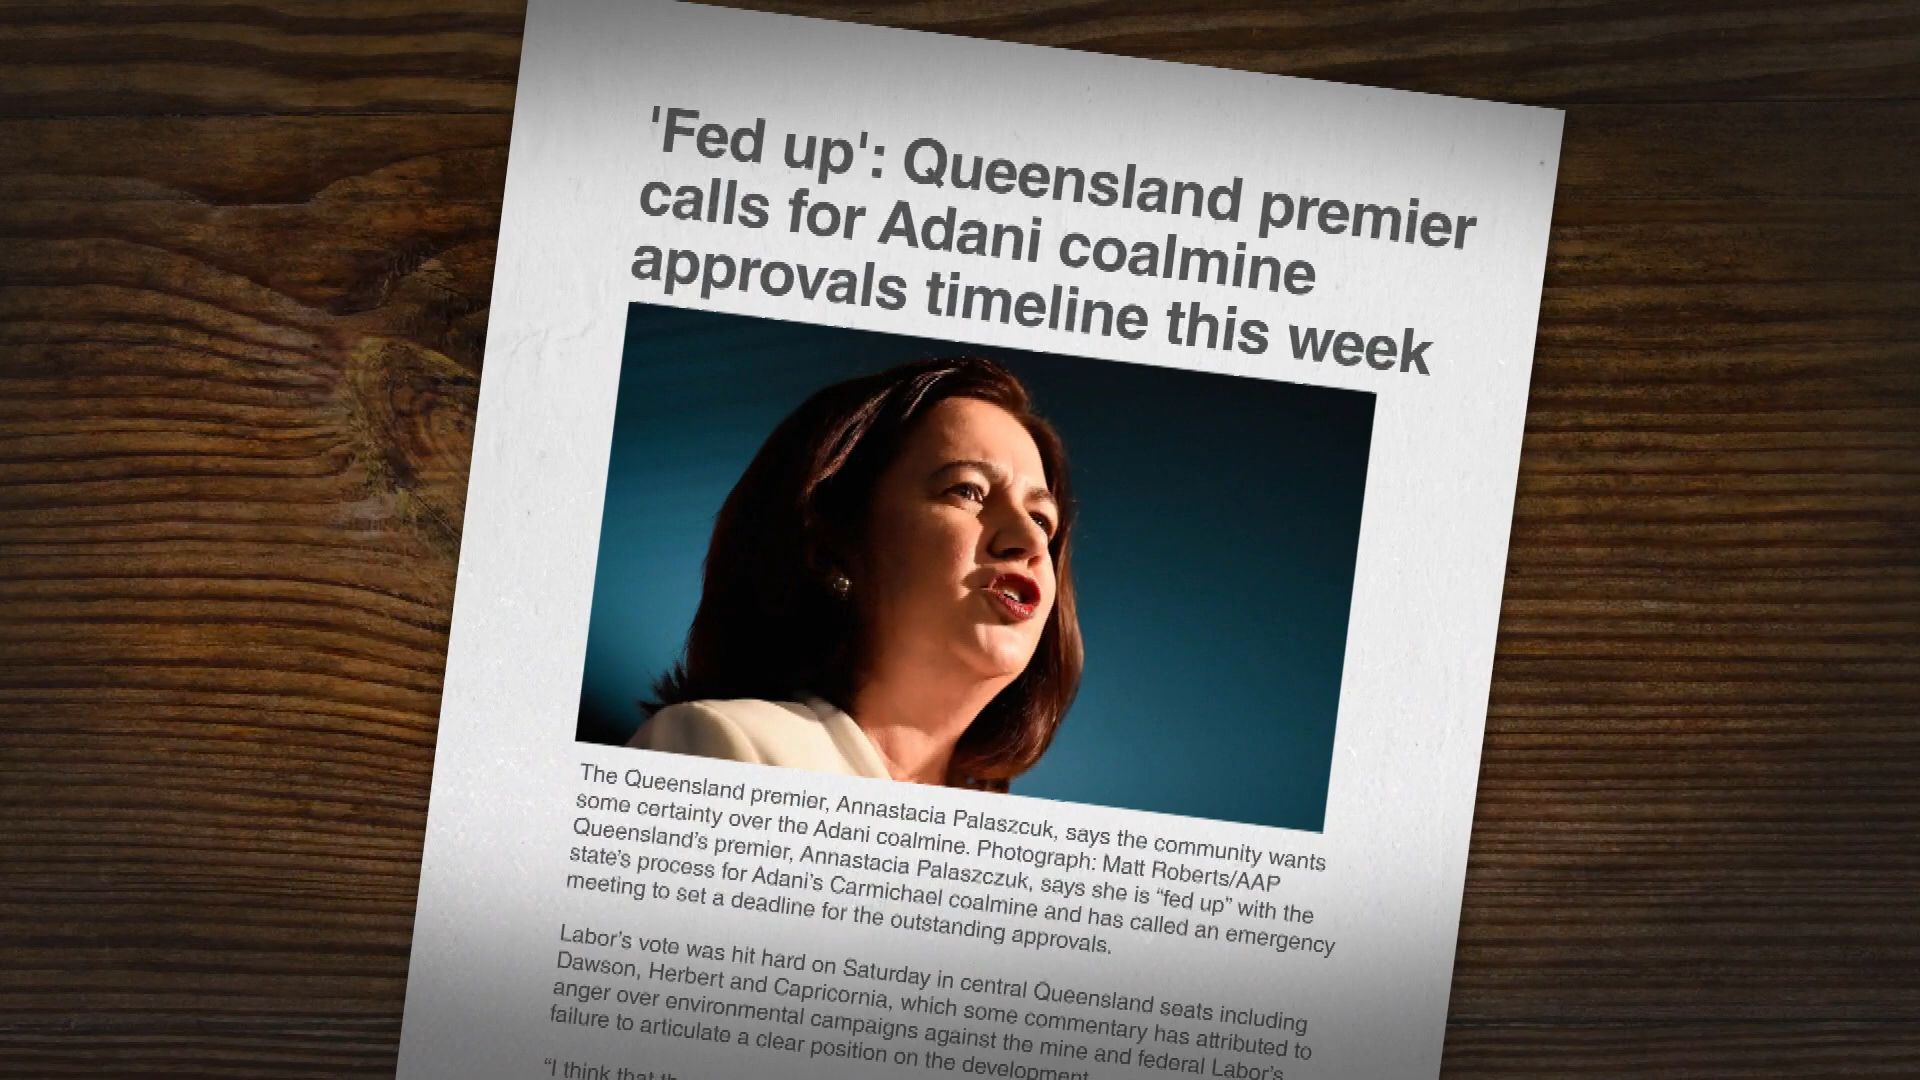 'Fed up': Queensland premier
calls for Adani coalmine
approvals timeline this week
The Queensland premier, Annastacia Palaszcuk, says the community wants
some certainty over the Adani coalmine. Photograph: Matt Roberts/AAP
Queensland’s premier, Annastacia Palaszczuk, says she is “fed up” with the
state’s process for Adani’s Carmichael coalmine and has called an emergency
meeting to set a deadline for the outstanding approvals.
Labor’s vote was hit hard on Saturday in central Queensland seats including
Dawson, Herbert and Capricornia, which some commentary has attributed to
anger over environmental campaigns against the mine and federal Labor’s
failure to articulate a clear position on the development.
“I think that